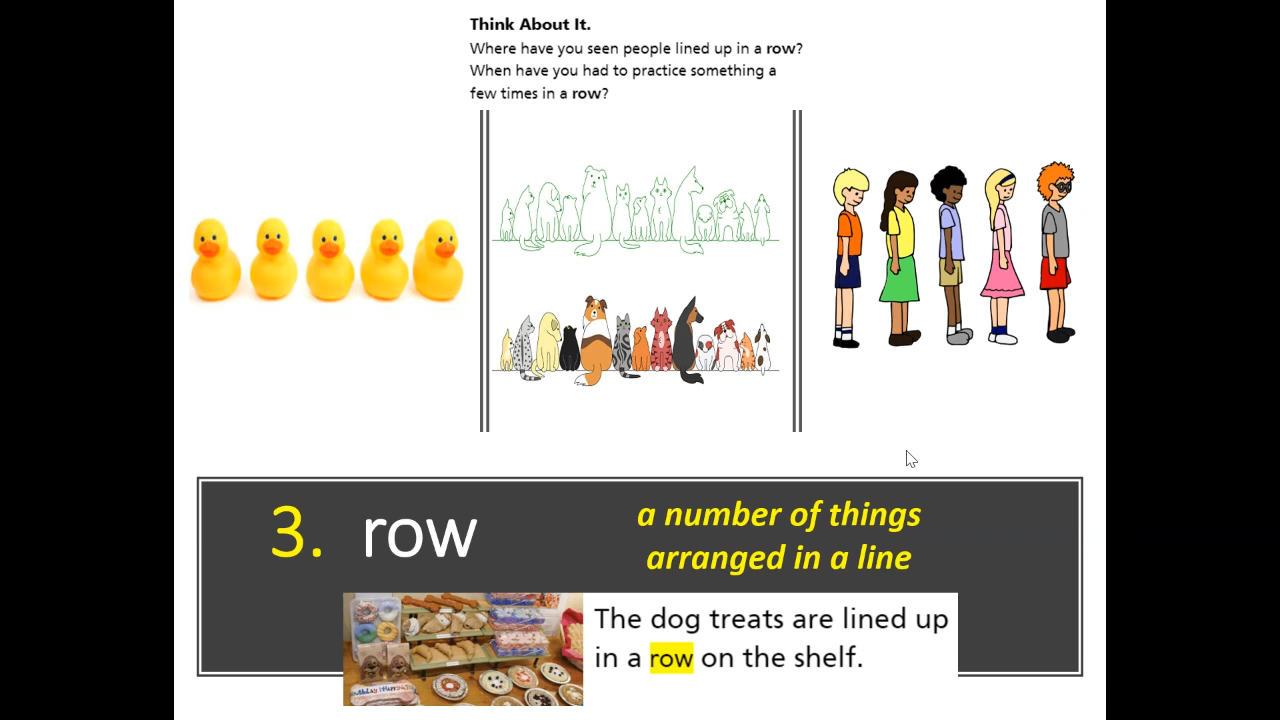 Think About It.
Where have you seen people lined up in a row?
When have you had to practice something a
few times in a row?
3. row
a number of things
arranged in a line
The dog treats are lined up
in a row on the shelf.